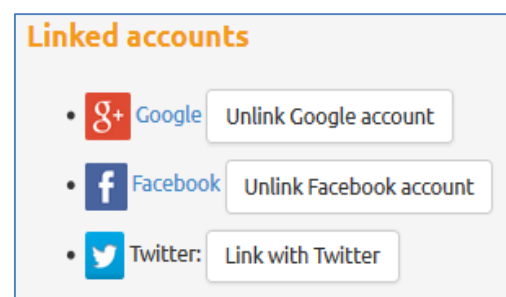 Linked accounts
g+ Google Unlink Google account
f Facebook Unlink Facebook account
Twitter: Link with Twitter